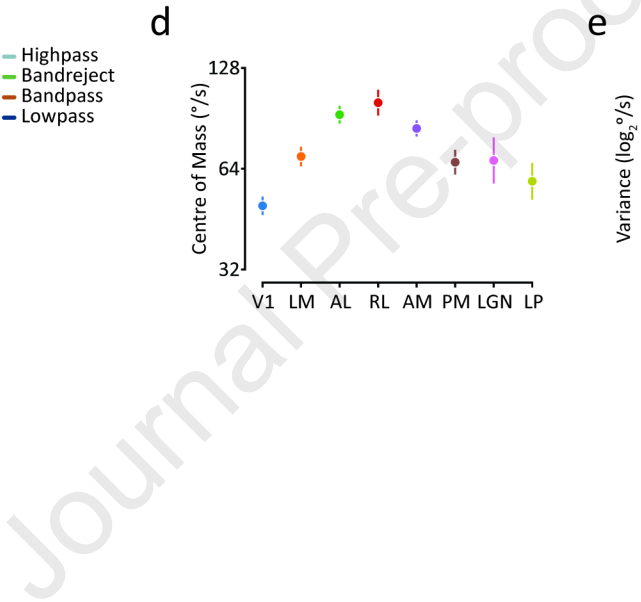 d
e
Highpass
Bandreject
Bandpass
Lowpass
Centre of Mass (°/s)
128
64
32
V1 LM AL RL AM PM LGN LP
Variance (log₂°/s)
Journal Pre-proo